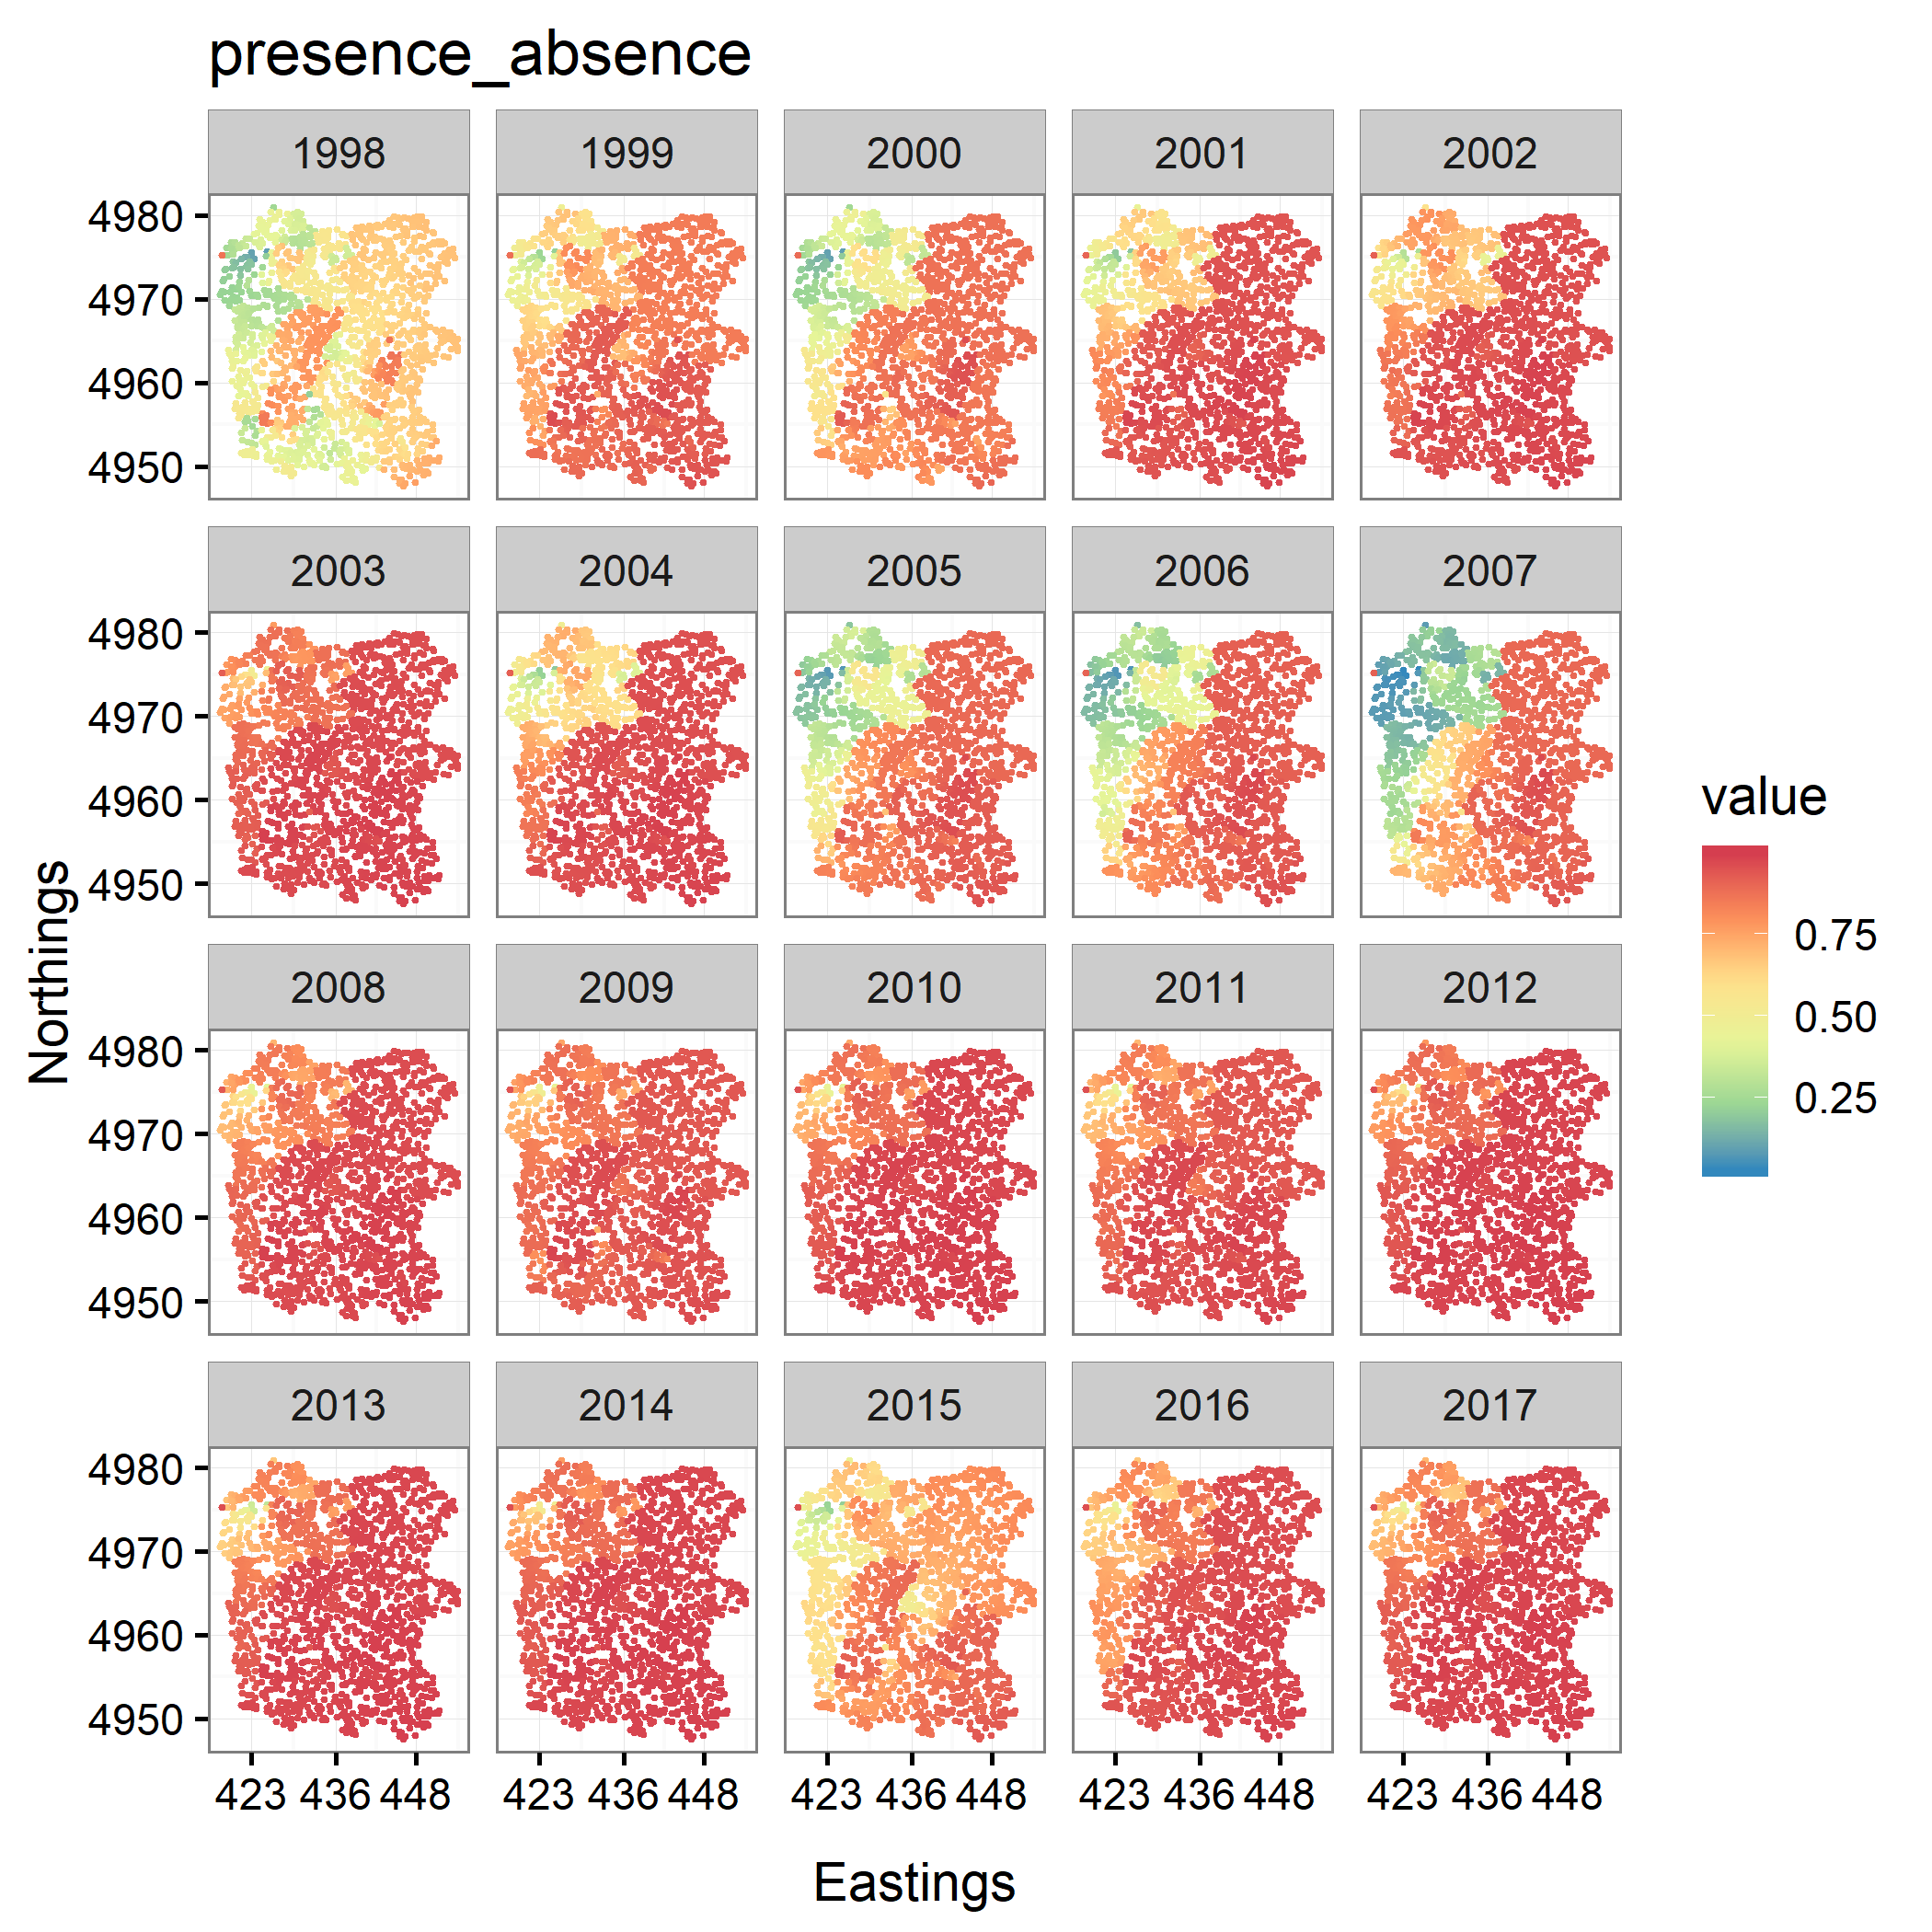 presence_absence
1998 1999 2000 2001 2002
4980
4970
4960
4950
2003 2004 2005 2006 2007
4980
4970
4960
4950
2008 2009 2010 2011 2012
4980
4970
4960
4950
2013 2014 2015 2016 2017
4980
4970
4960
4950
423 436 448 423 436 448 423 436 448 423 436 448 423 436 448
Eastings
Northings
value
0.75
0.50
0.25